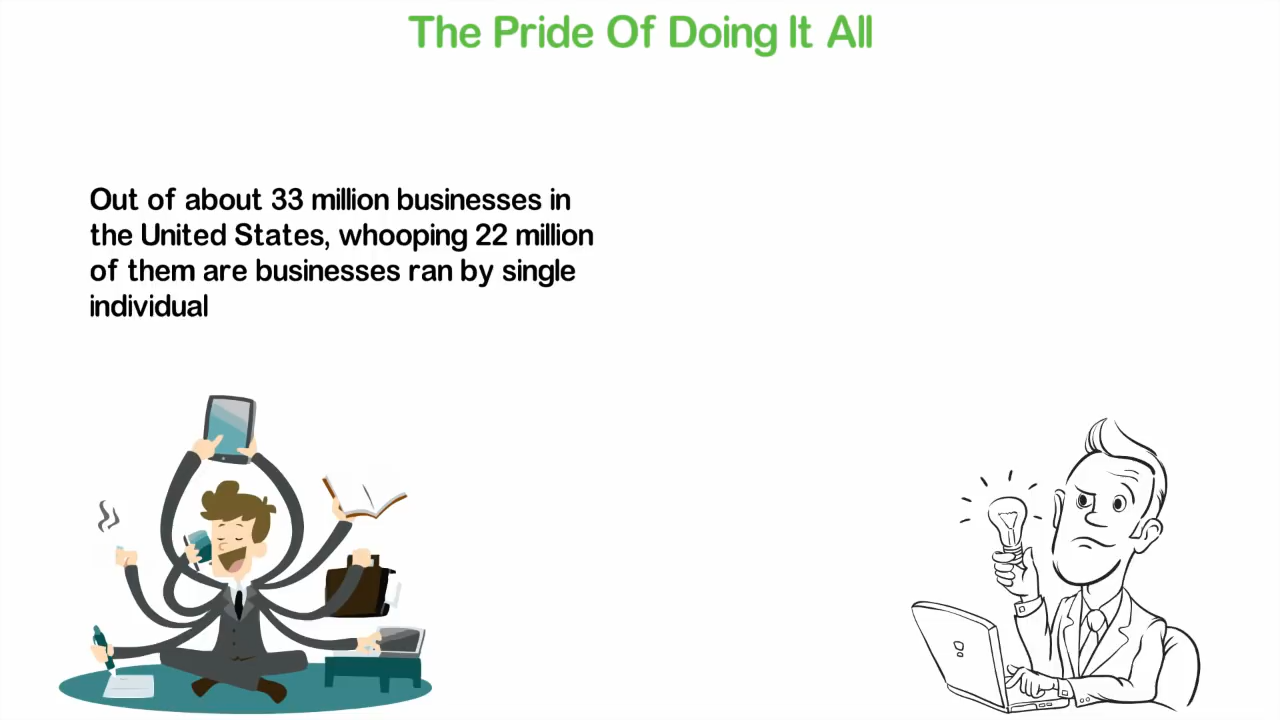 The Pride Of Doing It All
Out of about 33 million businesses in
the United States, whooping 22 million
of them are businesses ran by single
individual